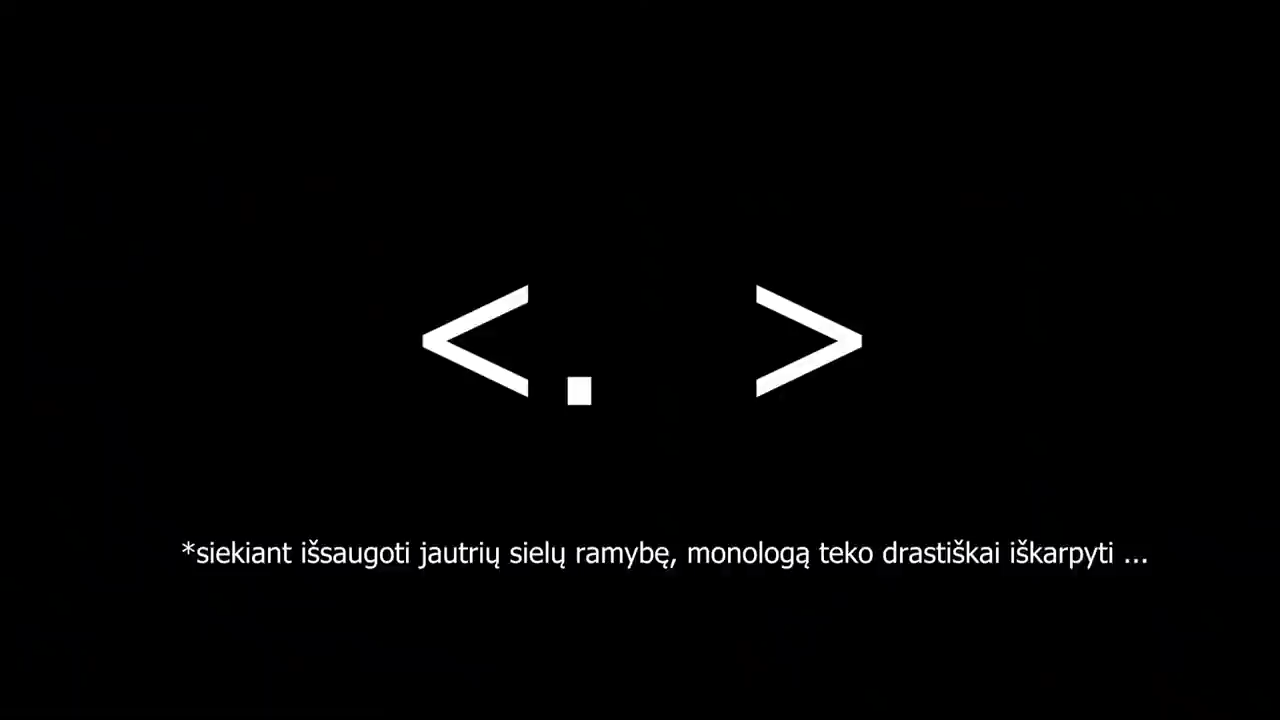 <. >
*siekiant išsaugoti jautrių sielų ramybę, monologą teko drastiškai iškarpyti ...